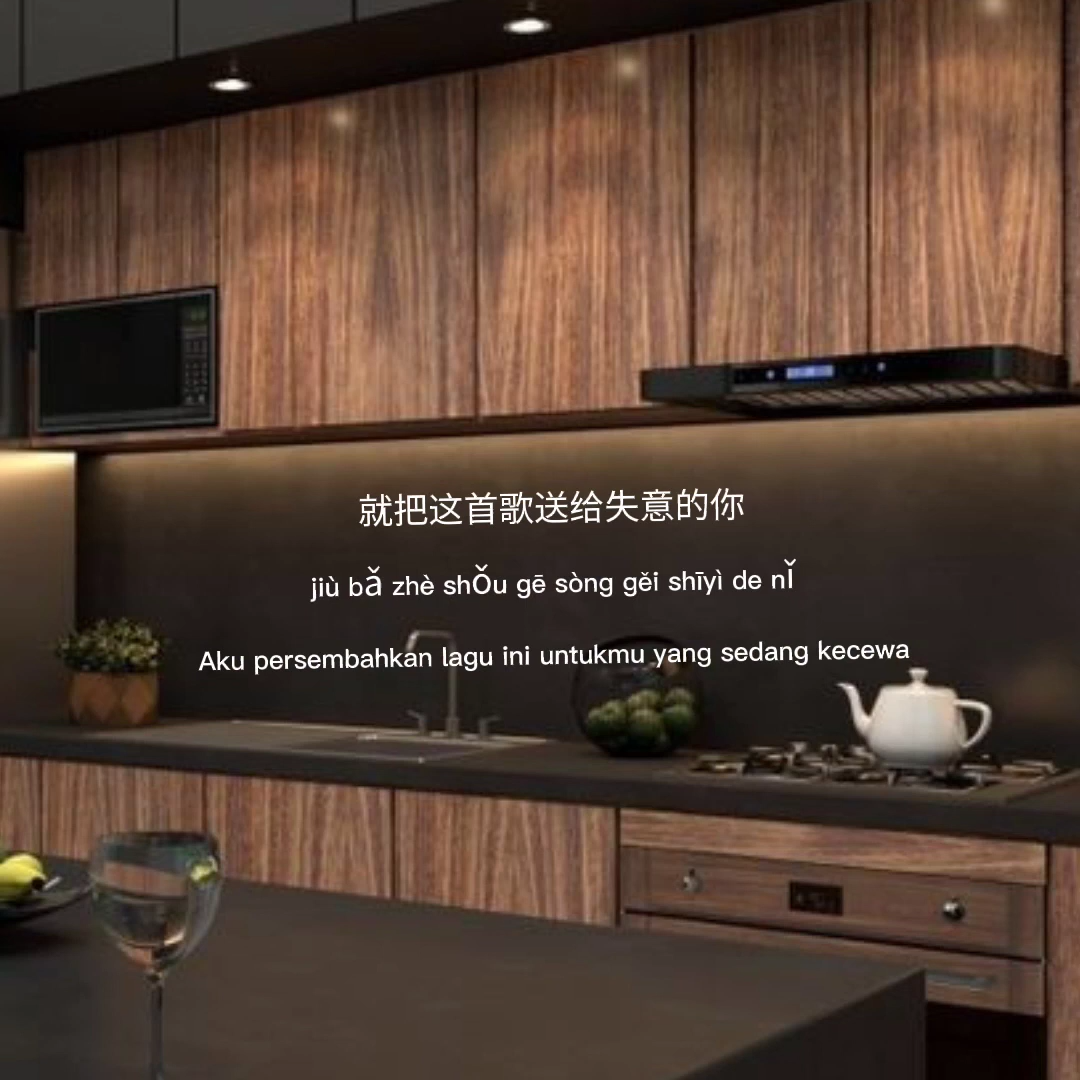 就把这首歌送给失意的你
jiù bǎ zhè shǒu gē sòng gěi shīyì de nǐ
Aku persembahkan lagu ini untukmu yang sedang kecewa